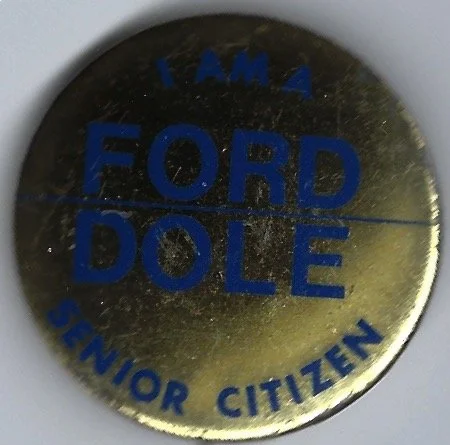 I AM A
FORD
DOLE
SENIOR CITIZEN